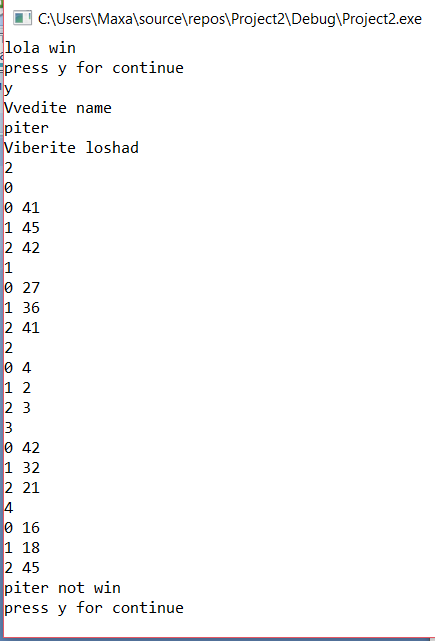 C:\Users\Maxa\source\repos\Project2\Debug\Project2.exe
lola win
press y for continue
y
Vvedite name
piter
Viberite loshad
2
0
0 41
1 45
2 42
1
0 27
1 36
2 41
2
0 4
1 2
2 3
3
0 42
1 32
2 21
4
0 16
1 18
2 45
piter not win
press y for continue